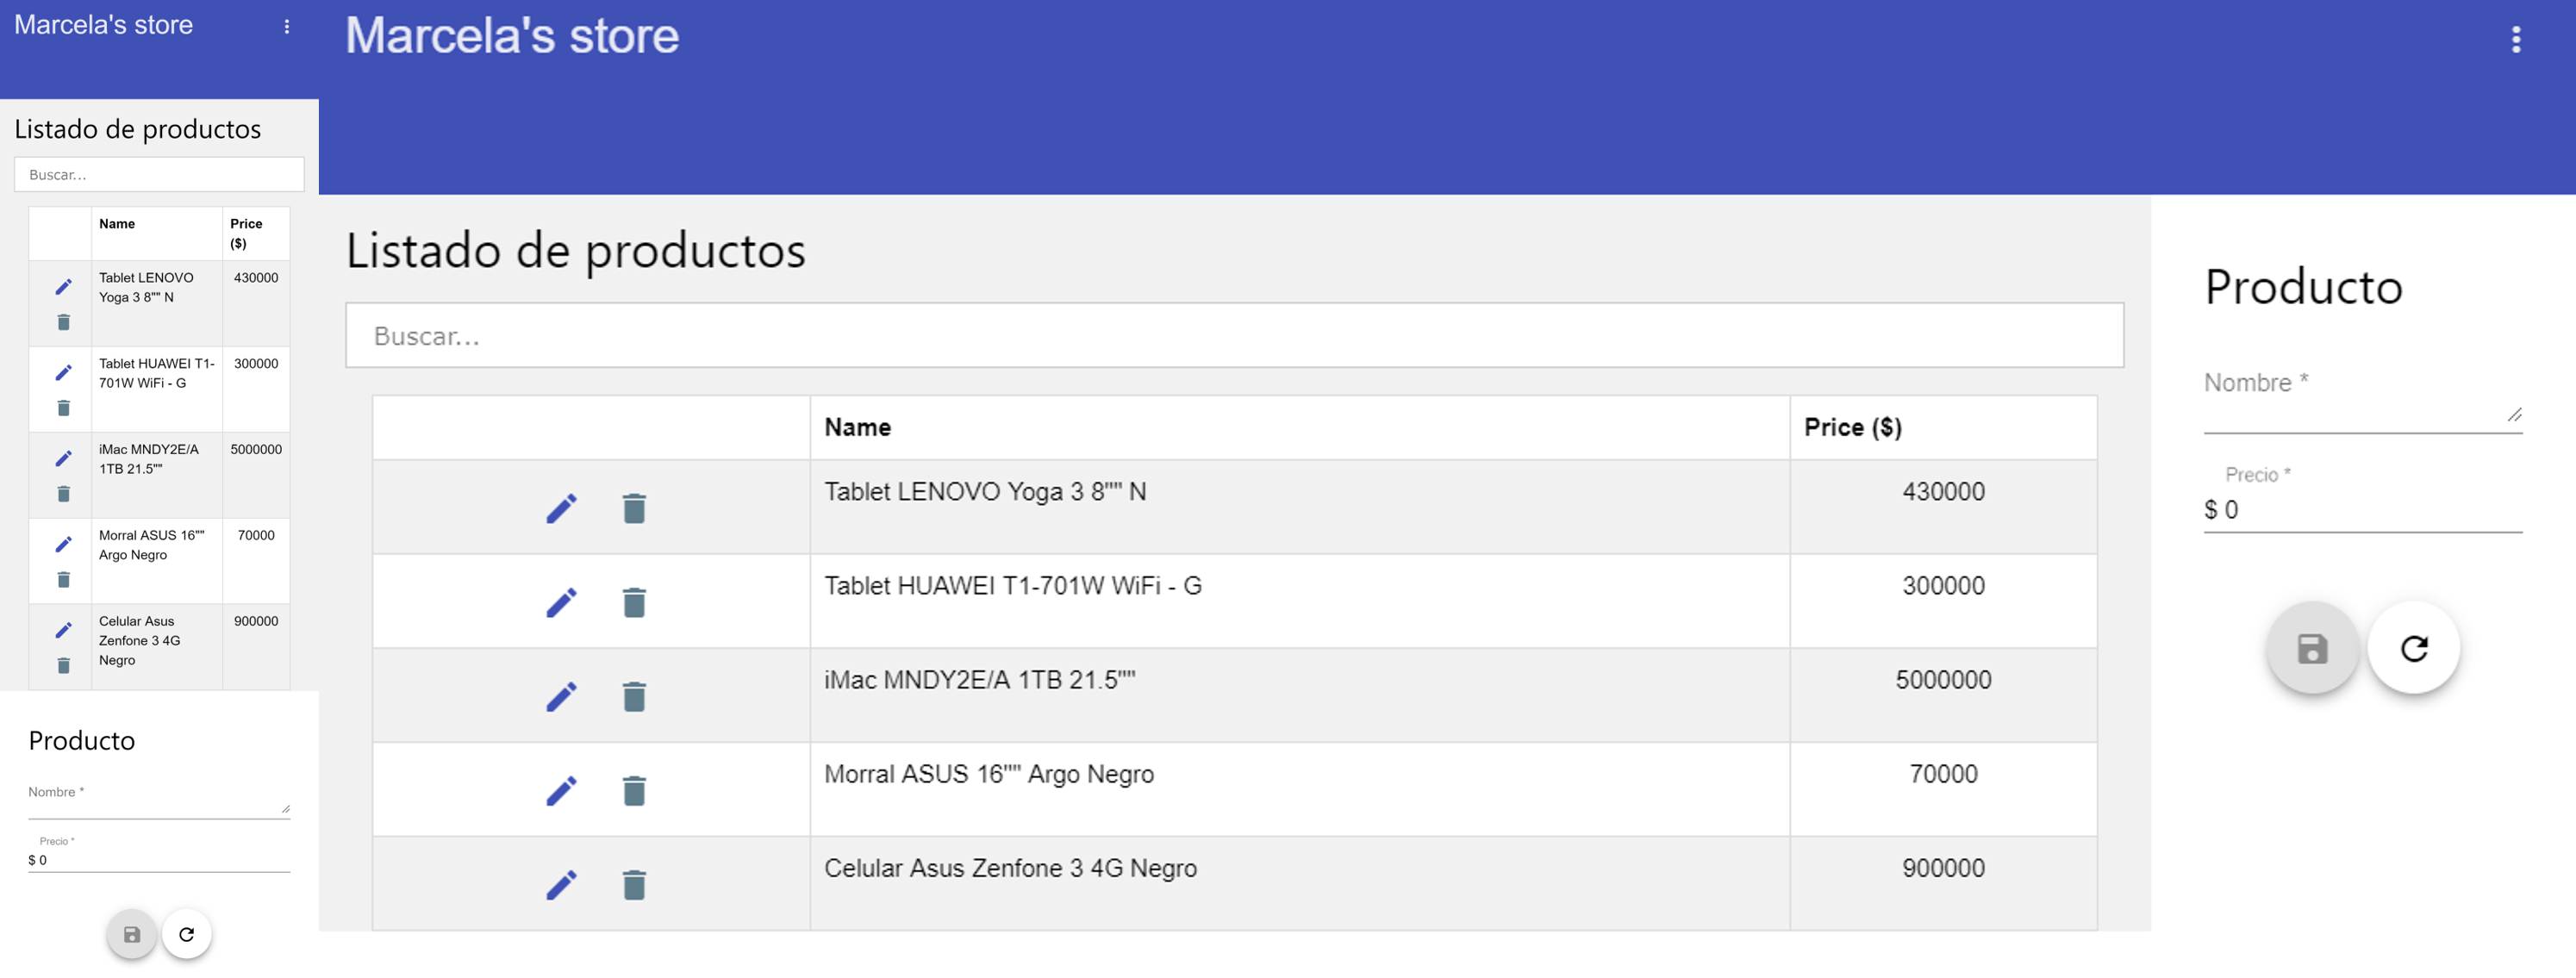 Marcela's store
Listado de productos
Buscar...
Name
Price
($)
Tablet LENOVO
Yoga 3 8"" N
430000
Tablet HUAWEI T1-
701W WiFi - G
300000
iMac MNDY2E/A
1TB 21.5""
5000000
Morral ASUS 16""
Argo Negro
70000
Celular Asus
Zenfone 3 4G
Negro
900000
Producto
Nombre *
Precio *
$ 0
Marcela's store
Listado de productos
Buscar...
Name Price ($)
Tablet LENOVO Yoga 3 8"" N 430000
Tablet HUAWEI T1-701W WiFi - G 300000
iMac MNDY2E/A 1TB 21.5"" 5000000
Morral ASUS 16"" Argo Negro 70000
Celular Asus Zenfone 3 4G Negro 900000
Producto
Nombre *
Precio *
$ 0